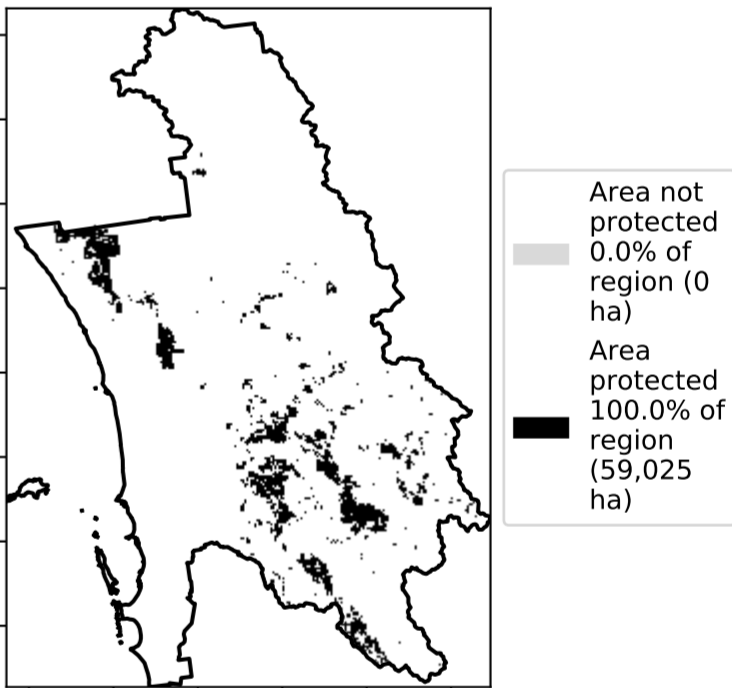 Area not
protected
0.0% of
region (0
ha)
Area
protected
100.0% of
region
(59,025
ha)